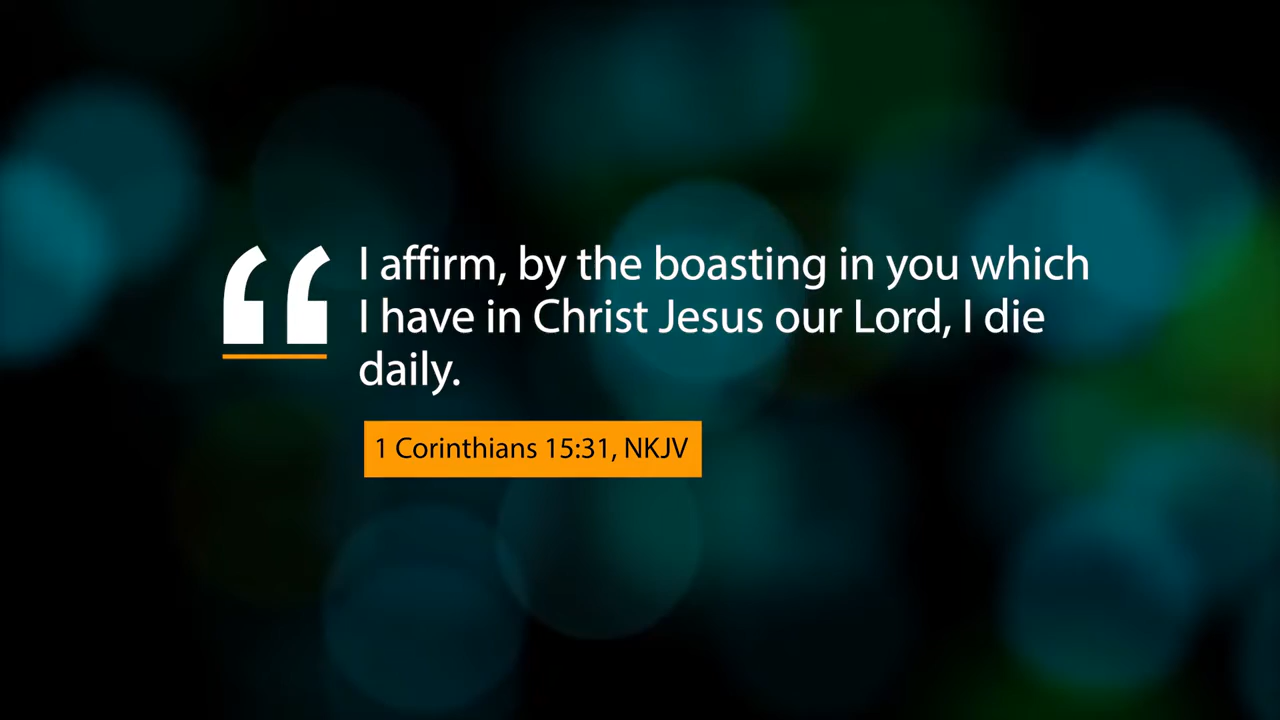 “
I affirm, by the boasting in you which
I have in Christ Jesus our Lord, I die
daily.
1 Corinthians 15:31, NKJV